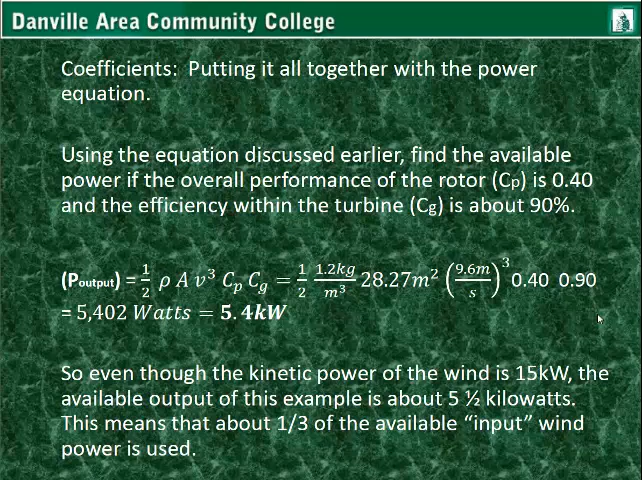 Danville Area Community College
Coefficients:  Putting it all together with the power
equation.
Using the equation discussed earlier, find the available
power if the overall performance of the rotor (Cp) is 0.40
and the efficiency within the turbine (Cg) is about 90%.
(Poutput) = 1/2 ρ A v³ C_p C_g = 1/2 1.2kg/m³ 28.27m² (9.6m/s)³ 0.40 0.90
= 5,402 Watts = 5.4kW
So even though the kinetic power of the wind is 15kW, the
available output of this example is about 5 ½ kilowatts.
This means that about 1/3 of the available “input” wind
power is used.